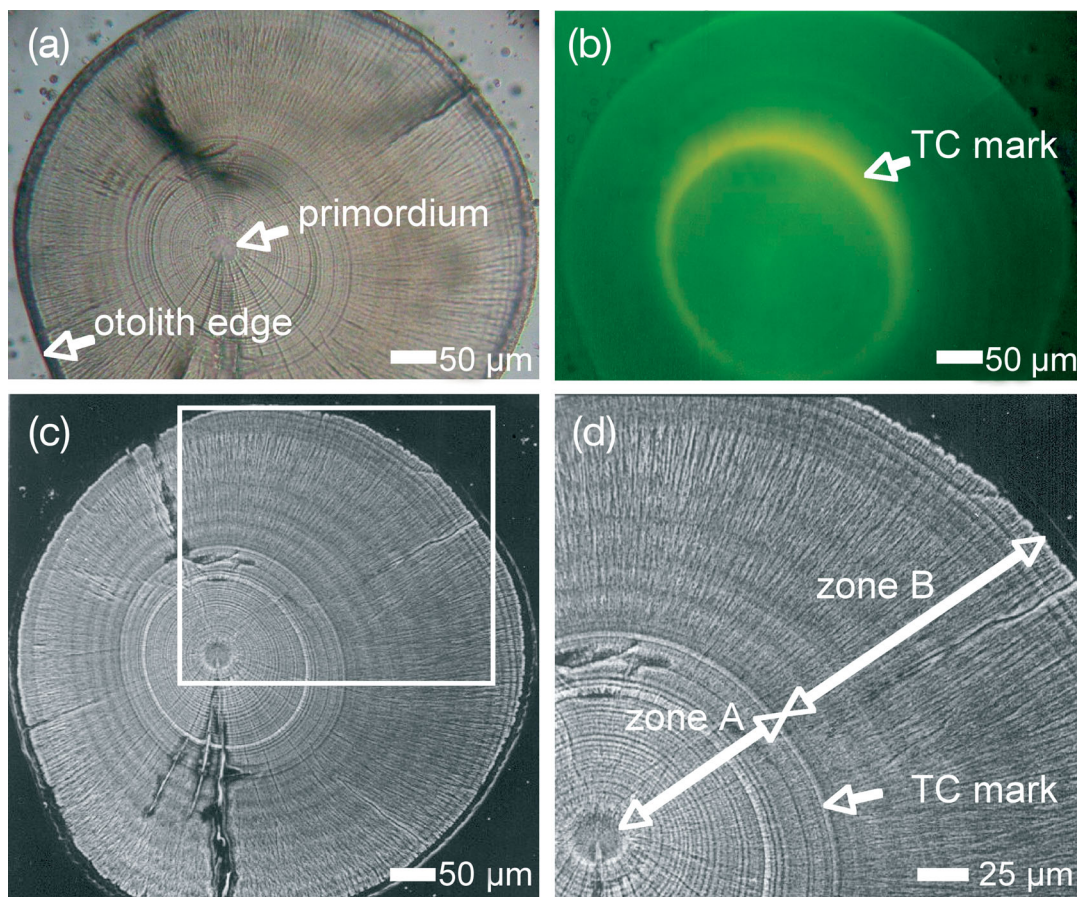 (a)
primordium
otolith edge
50 µm
(b)
TC mark
50 µm
(c)
50 µm
(d)
zone B
zone A
TC mark
25 µm